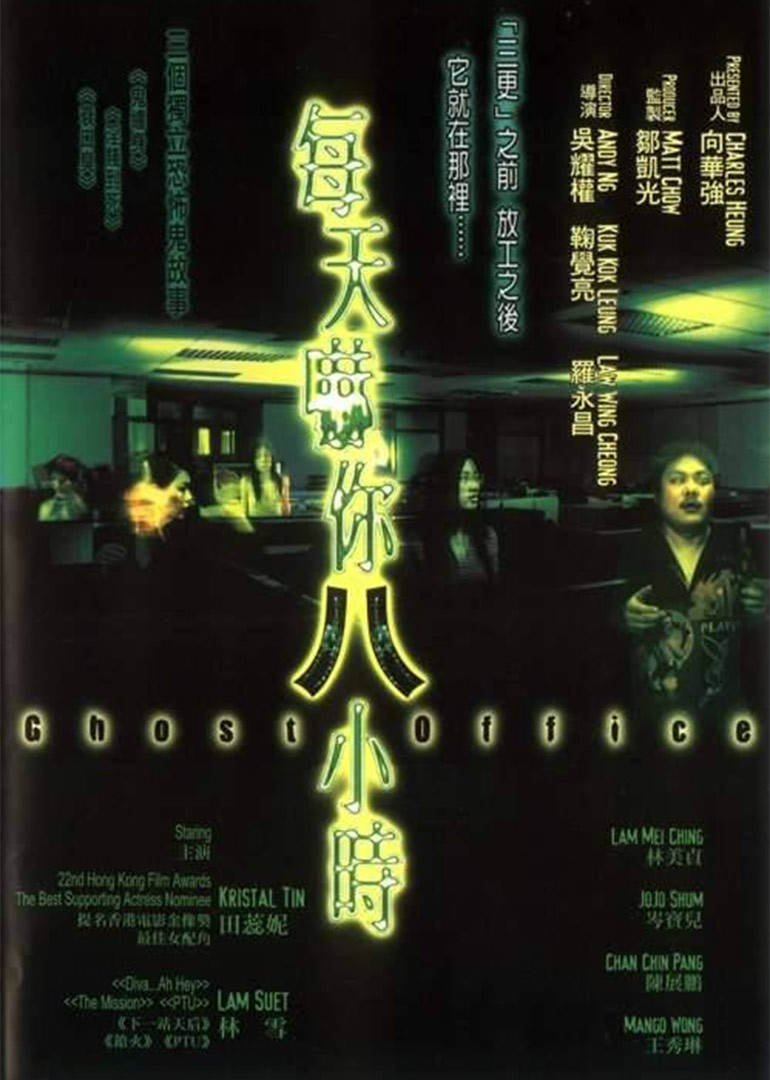 PRESENTED BY CHARLES HEUNG
出品人 向華強
PRODUCER MATT CHOW
監製 鄒凱光
DIRECTOR ANDY NG KUK KOK LEUNG LAW WING CHEONG
導演 吳耀權 鞠覺亮 羅永昌
『三更』之前 放工之後
它就在那裡……
每天嚇你八小時
三個獨立恐怖鬼故事
Ghost Office
Staring
主演
22nd Hong Kong Film Awards
The Best Supporting Actress Nominee
KRISTAL TIN
提名香港電影金像獎
最佳女配角
田蕊妮
<<Diva...Ah Hey>>
<<The Mission>> <<PTU>>
LAM SUET
《下一站天后》
《鎗火》《PTU》
林雪
LAM MEI CHING
林美貞
JOJO SHUM
岑寶兒
CHAN CHIN PANG
陳展鵬
MANGO WONG
王秀琳